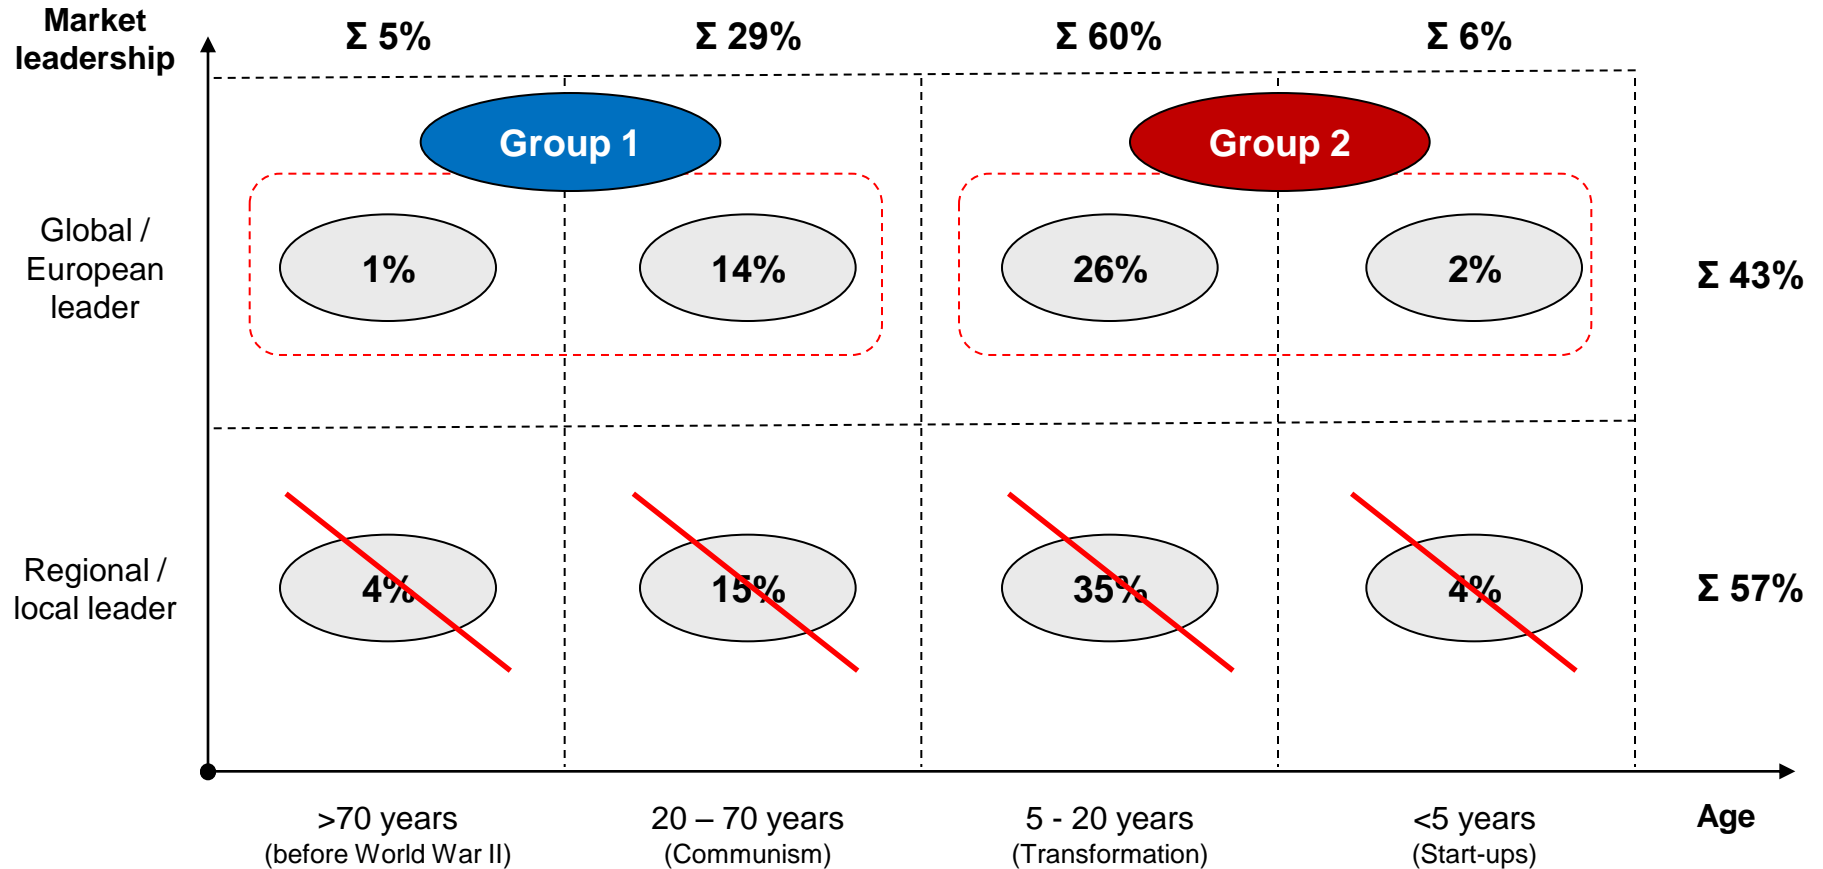 Market
leadership
Σ 5%
Σ 29%
Σ 60%
Σ 6%
Group 1
Group 2
Global /
European
leader
1%
14%
26%
2%
Σ 43%
Regional /
local leader
4%
15%
35%
4%
Σ 57%
>70 years
(before World War II)
20 – 70 years
(Communism)
5 - 20 years
(Transformation)
<5 years
(Start-ups)
Age